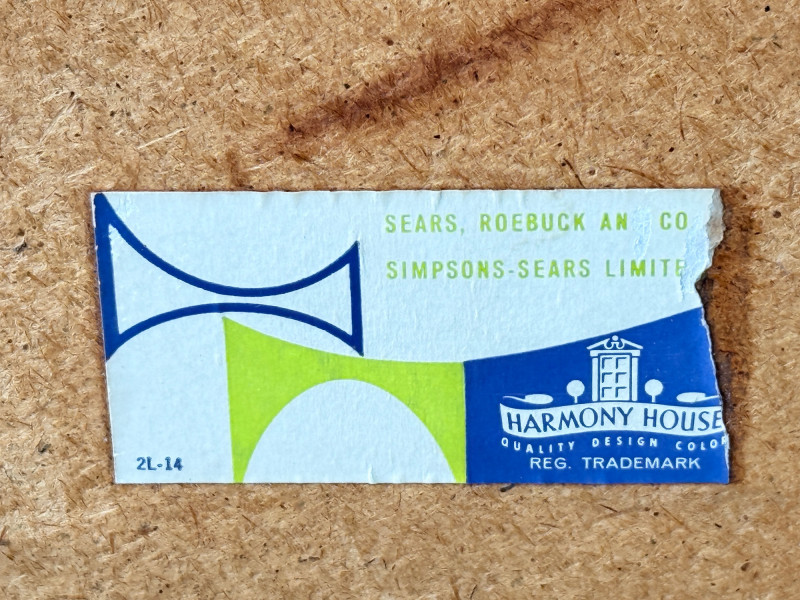 SEARS, ROEBUCK AN CO
SIMPSONS-SEARS LIMITE
HARMONY HOUSE
QUALITY DESIGN COLOR
REG. TRADEMARK
2L-14